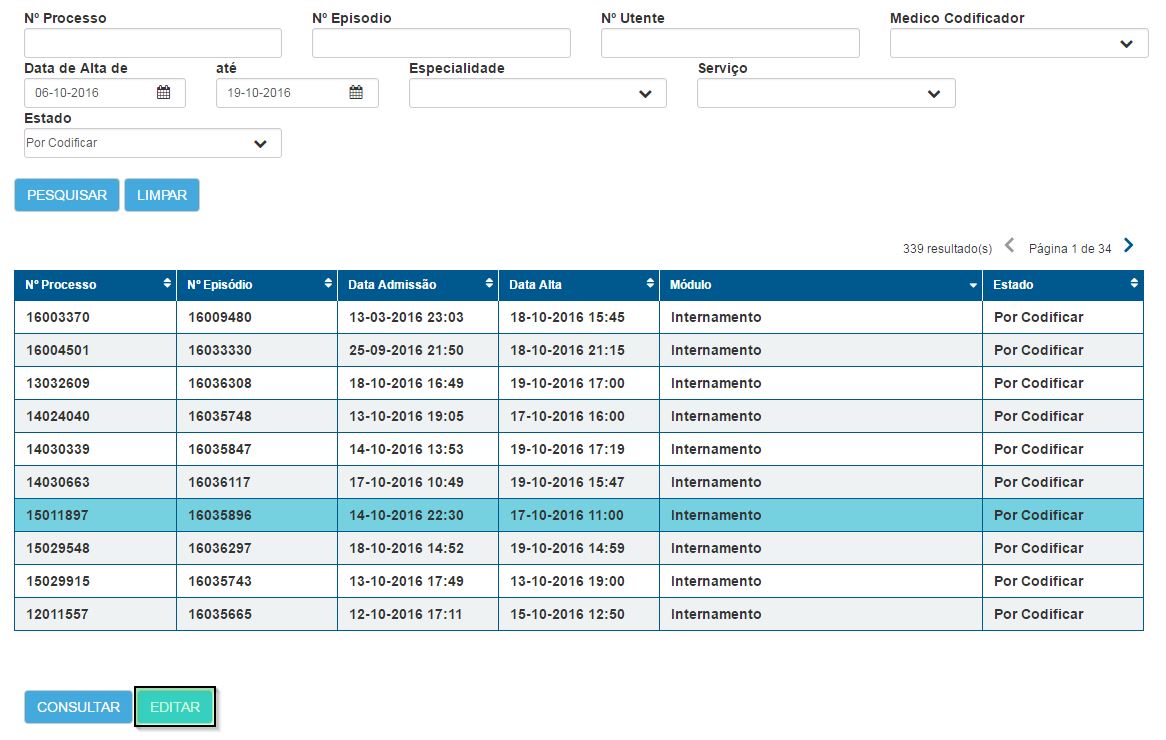 Nº Processo Nº Episodio Nº Utente Medico Codificador
Data de Alta de até Especialidade Serviço
06-10-2016 19-10-2016
Estado
Por Codificar
PESQUISAR LIMPAR
339 resultado(s) Página 1 de 34
Nº Processo Nº Episódio Data Admissão Data Alta Módulo Estado
16003370 16009480 13-03-2016 23:03 18-10-2016 15:45 Internamento Por Codificar
16004501 16033330 25-09-2016 21:50 18-10-2016 21:15 Internamento Por Codificar
13032609 16036308 18-10-2016 16:49 19-10-2016 17:00 Internamento Por Codificar
14024040 16035748 13-10-2016 19:05 17-10-2016 16:00 Internamento Por Codificar
14030339 16035847 14-10-2016 13:53 19-10-2016 17:19 Internamento Por Codificar
14030663 16036117 17-10-2016 10:49 19-10-2016 15:47 Internamento Por Codificar
15011897 16035896 14-10-2016 22:30 17-10-2016 11:00 Internamento Por Codificar
15029548 16036297 18-10-2016 14:52 19-10-2016 14:59 Internamento Por Codificar
15029915 16035743 13-10-2016 17:49 13-10-2016 19:00 Internamento Por Codificar
12011557 16035665 12-10-2016 17:11 15-10-2016 12:50 Internamento Por Codificar
CONSULTAR EDITAR